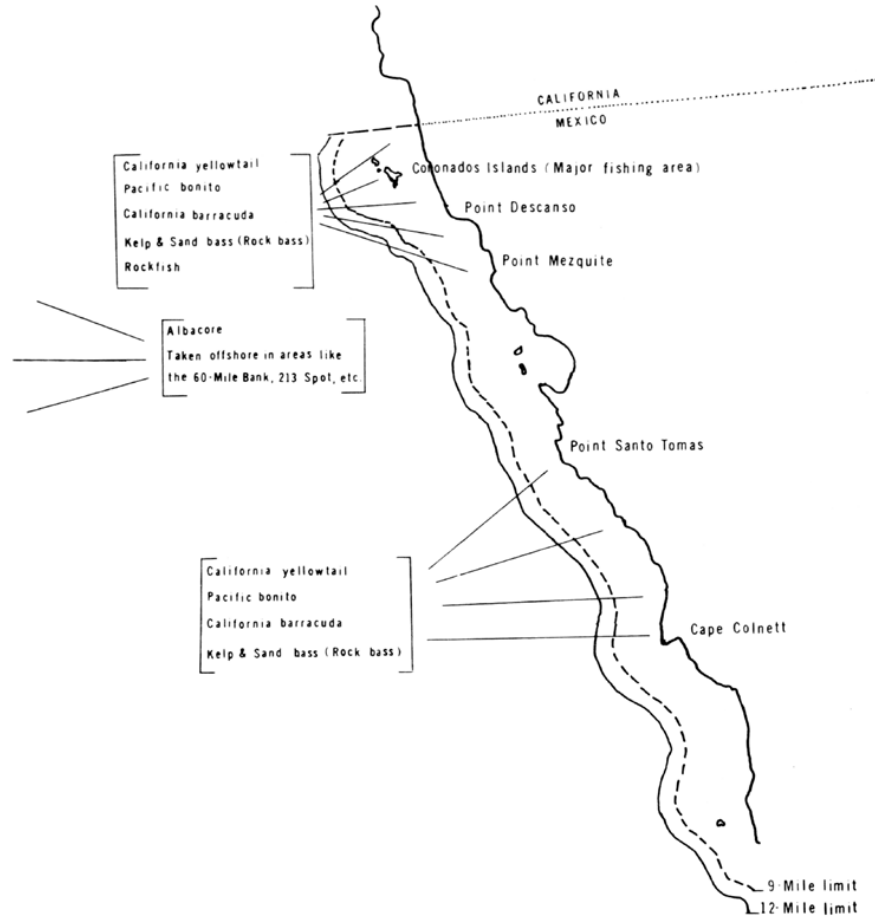 CALIFORNIA
MEXICO
California yellowtail
Pacific bonito
California barracuda
Kelp & Sand bass (Rock bass)
Rockfish
Coronados Islands (Major fishing area)
Point Descanso
Point Mezquite
Albacore
Taken offshore in areas like
the 60-Mile Bank, 213 Spot, etc.
Point Santo Tomas
California yellowtail
Pacific bonito
California barracuda
Kelp & Sand bass (Rock bass)
Cape Colnett
9-Mile limit
12-Mile limit